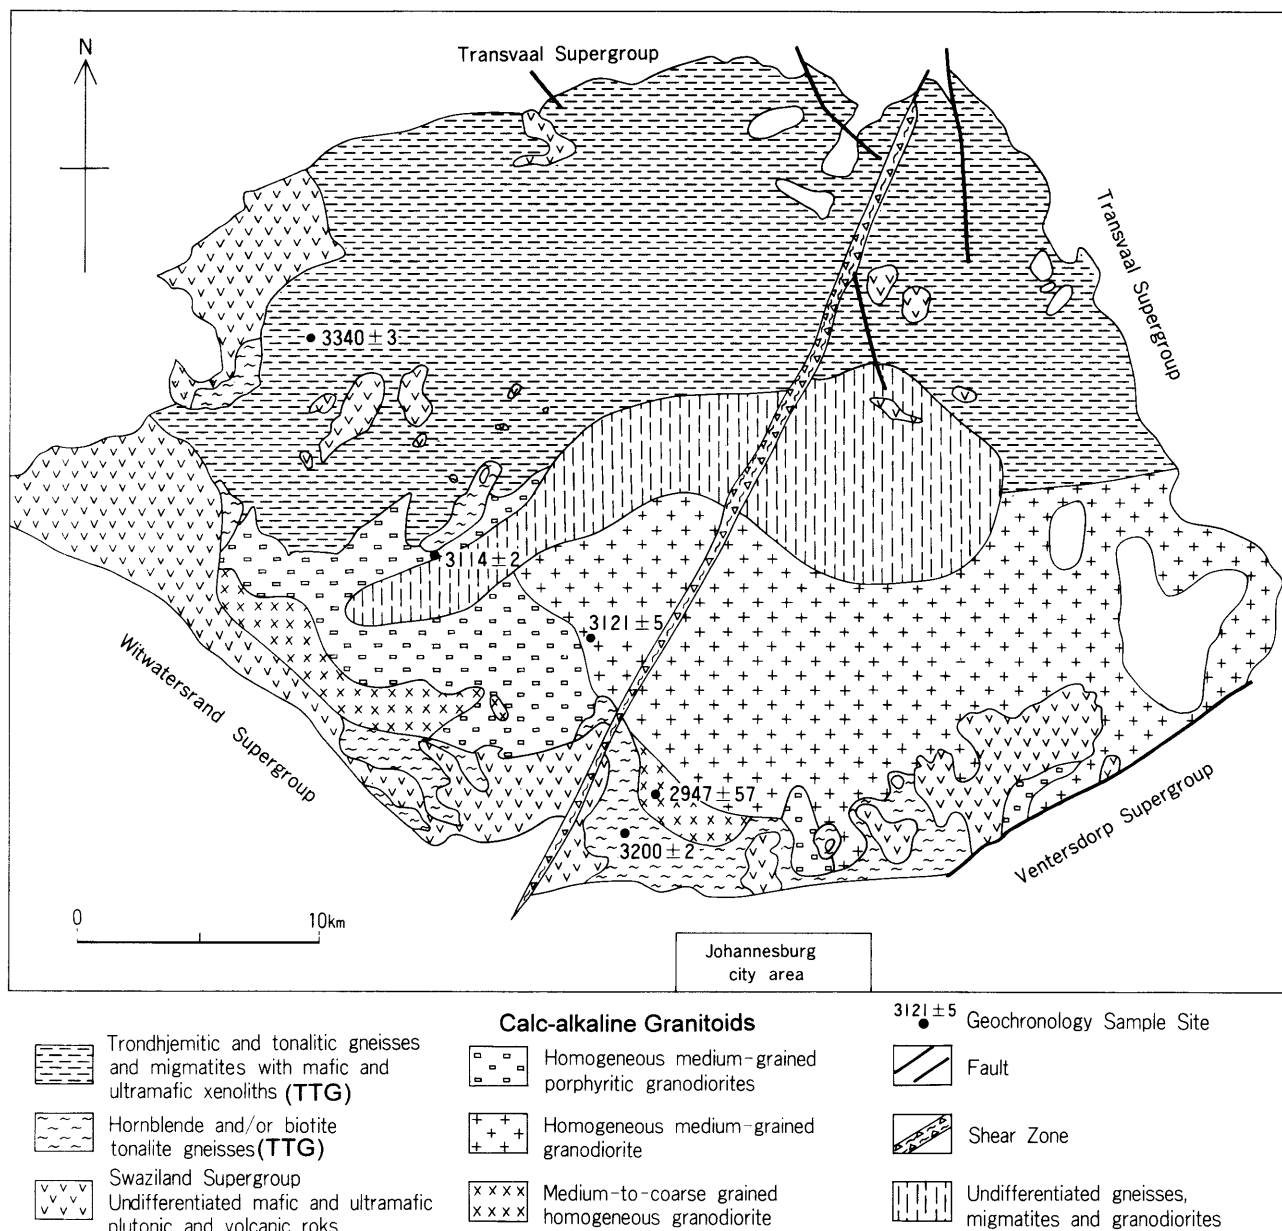 N
Transvaal Supergroup
Transvaal Supergroup
3340±3
3114±2
3121±5
2947±57
3200±2
Witwatersrand Supergroup
Ventersdorp Supergroup
0
10km
Johannesburg
city area
Trondhjemitic and tonalitic gneisses
and migmatites with mafic and
ultramafic xenoliths (TTG)
Hornblende and/or biotite
tonalite gneisses (TTG)
Swaziland Supergroup
Undifferentiated mafic and ultramafic
plutonic and volcanic roks
Calc-alkaline Granitoids
Homogeneous medium-grained
porphyritic granodiorites
Homogeneous medium-grained
granodiorite
Medium-to-coarse grained
homogeneous granodiorite
3121±5
Geochronology Sample Site
Fault
Shear Zone
Undifferentiated gneisses,
migmatites and granodiorites